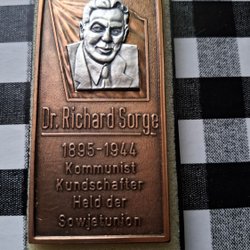 Dr. Richard Sorge
1895-1944
Kommunist
Kundschafter
Held der
Sowjetunion